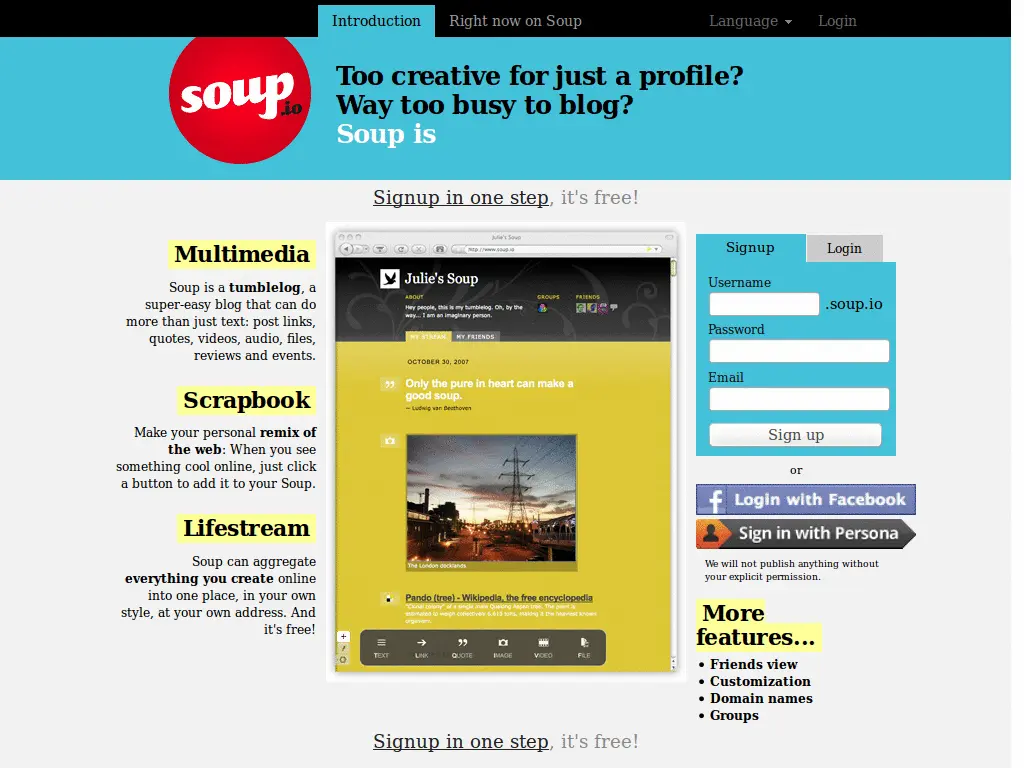 Introduction
Right now on Soup
Language
Login
soup.io
Too creative for just a profile?
Way too busy to blog?
Soup is
Signup in one step, it's free!
Multimedia
Soup is a tumblelog, a
super-easy blog that can do
more than just text: post links,
quotes, videos, audio, files,
reviews and events.
Scrapbook
Make your personal remix of
the web: When you see
something cool online, just click
a button to add it to your Soup.
Lifestream
Soup can aggregate
everything you create online
into one place, in your own
style, at your own address. And
it's free!
Julie's Soup
http://www.soup.io
Julie's Soup
ABOUT
Hey people, this is my tumblelog. Oh, by the
way... I am an imaginary person.
GROUPS
FRIENDS
MY STREAM
MY FRIENDS
OCTOBER 30, 2007
Only the pure in heart can make a
good soup.
— Ludwig van Beethoven
The London docklands.
Pando (tree) - Wikipedia, the free encyclopedia
"Clonal colony" of a single male Quaking Aspen tree. The plant is
estimated to weigh collectively 6,615 tons, making it the heaviest known
organism.
TEXT
LINK
QUOTE
IMAGE
VIDEO
FILE
Signup
Login
Username
.soup.io
Password
Email
Sign up
or
Login with Facebook
Sign in with Persona
We will not publish anything without
your explicit permission.
More
features...
• Friends view
• Customization
• Domain names
• Groups
Signup in one step, it's free!